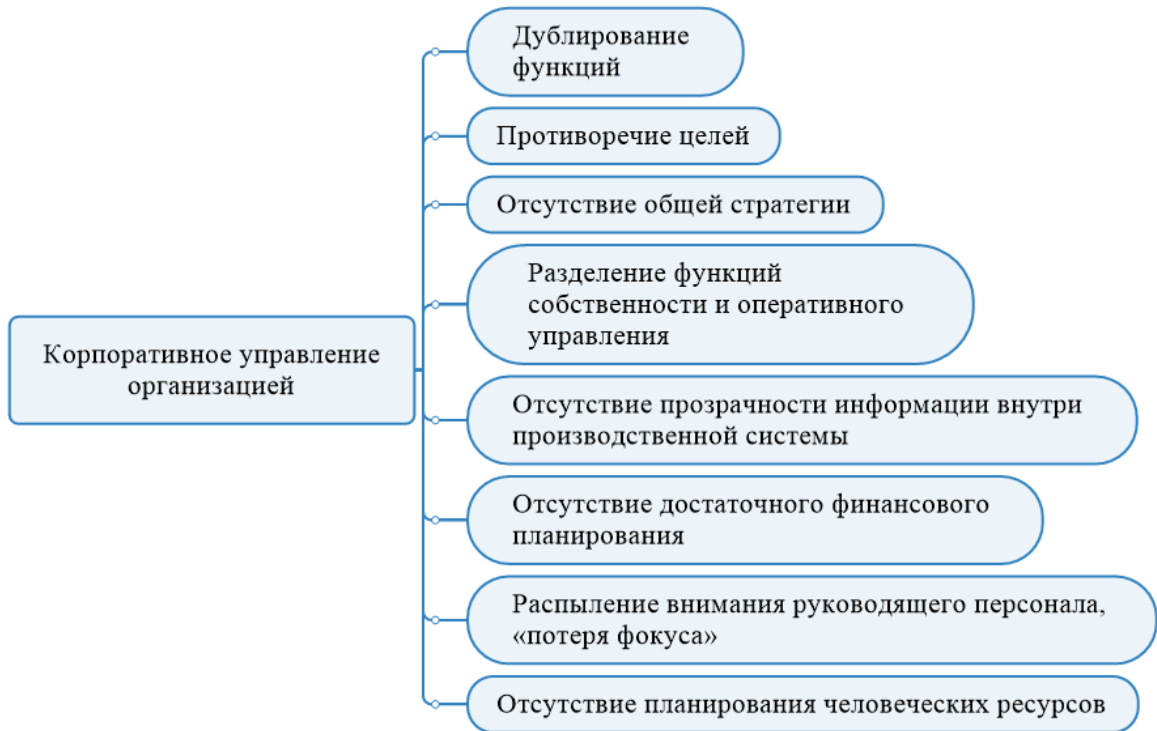 Дублирование
функций
Противоречие целей
Отсутствие общей стратегии
Разделение функций
собственности и оперативного
управления
Корпоративное управление
организацией
Отсутствие прозрачности информации внутри
производственной системы
Отсутствие достаточного финансового
планирования
Распыление внимания руководящего персонала,
«потеря фокуса»
Отсутствие планирования человеческих ресурсов